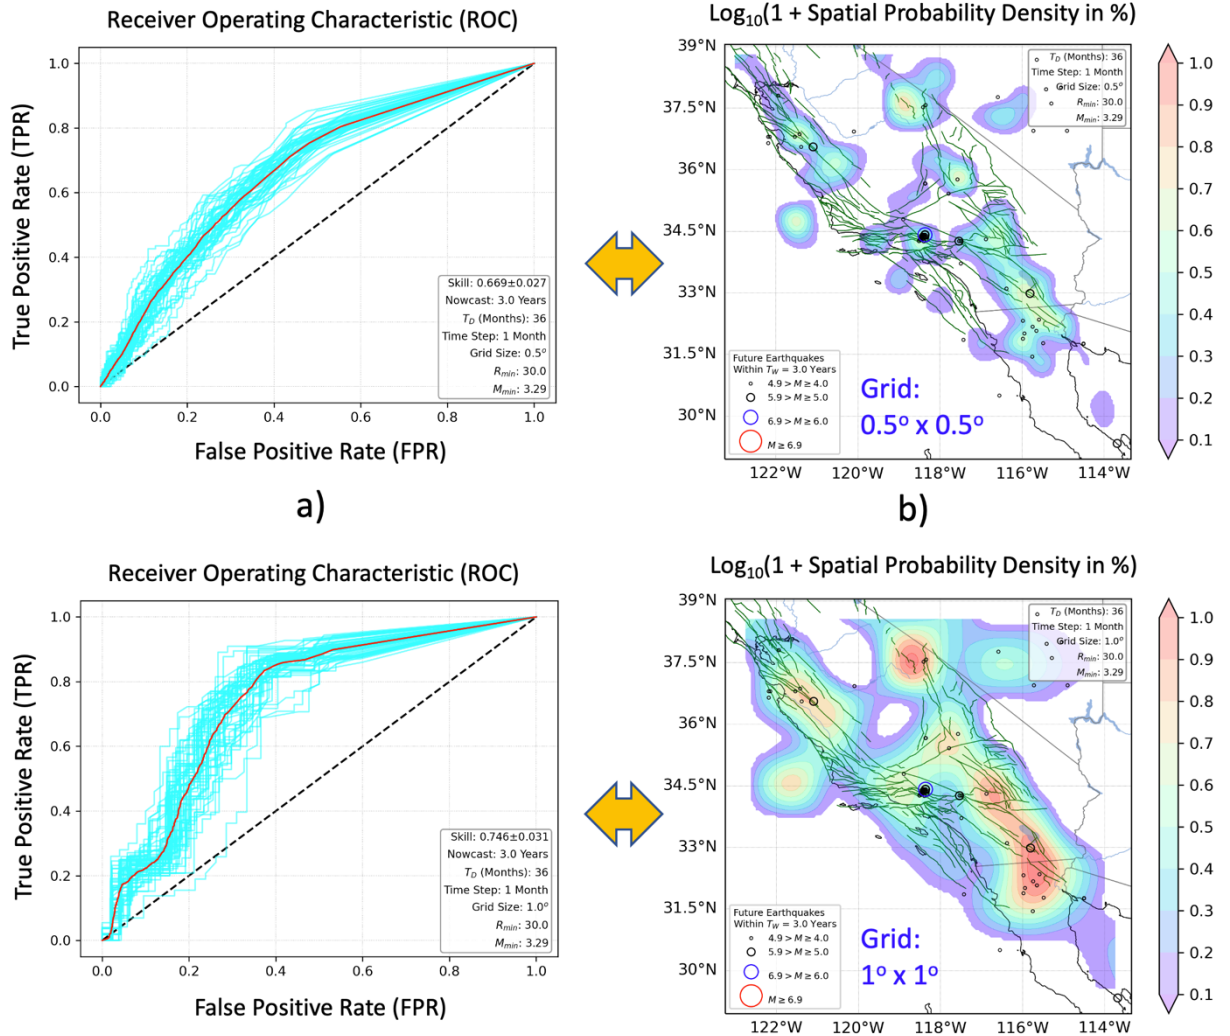 Receiver Operating Characteristic (ROC)
True Positive Rate (TPR)
1.0
0.8
0.6
0.4
0.2
0.0
Skill: 0.669±0.027
Nowcast: 3.0 Years
T_D (Months): 36
Time Step: 1 Month
Grid Size: 0.5°
R_min: 30.0
M_min: 3.29
0.0 0.2 0.4 0.6 0.8 1.0
False Positive Rate (FPR)
a)
Log₁₀(1 + Spatial Probability Density in %)
39°N
37.5°N
36°N
34.5°N
33°N
31.5°N
30°N
T_D (Months): 36
Time Step: 1 Month
Grid Size: 0.5°
R_min: 30.0
M_min: 3.29
Future Earthquakes
Within T_W = 3.0 Years
4.9 > M ≥ 4.0
5.9 > M ≥ 5.0
6.9 > M ≥ 6.0
M ≥ 6.9
Grid:
0.5° x 0.5°
122°W 120°W 118°W 116°W 114°W
1.0
0.9
0.8
0.7
0.6
0.5
0.4
0.3
0.2
0.1
b)
Receiver Operating Characteristic (ROC)
True Positive Rate (TPR)
1.0
0.8
0.6
0.4
0.2
0.0
Skill: 0.746±0.031
Nowcast: 3.0 Years
T_D (Months): 36
Time Step: 1 Month
Grid Size: 1.0°
R_min: 30.0
M_min: 3.29
0.0 0.2 0.4 0.6 0.8 1.0
False Positive Rate (FPR)
Log₁₀(1 + Spatial Probability Density in %)
39°N
37.5°N
36°N
34.5°N
33°N
31.5°N
30°N
T_D (Months): 36
Time Step: 1 Month
Grid Size: 1.0°
R_min: 30.0
M_min: 3.29
Future Earthquakes
Within T_W = 3.0 Years
4.9 > M ≥ 4.0
5.9 > M ≥ 5.0
6.9 > M ≥ 6.0
M ≥ 6.9
Grid:
1° x 1°
122°W 120°W 118°W 116°W 114°W
1.0
0.9
0.8
0.7
0.6
0.5
0.4
0.3
0.2
0.1